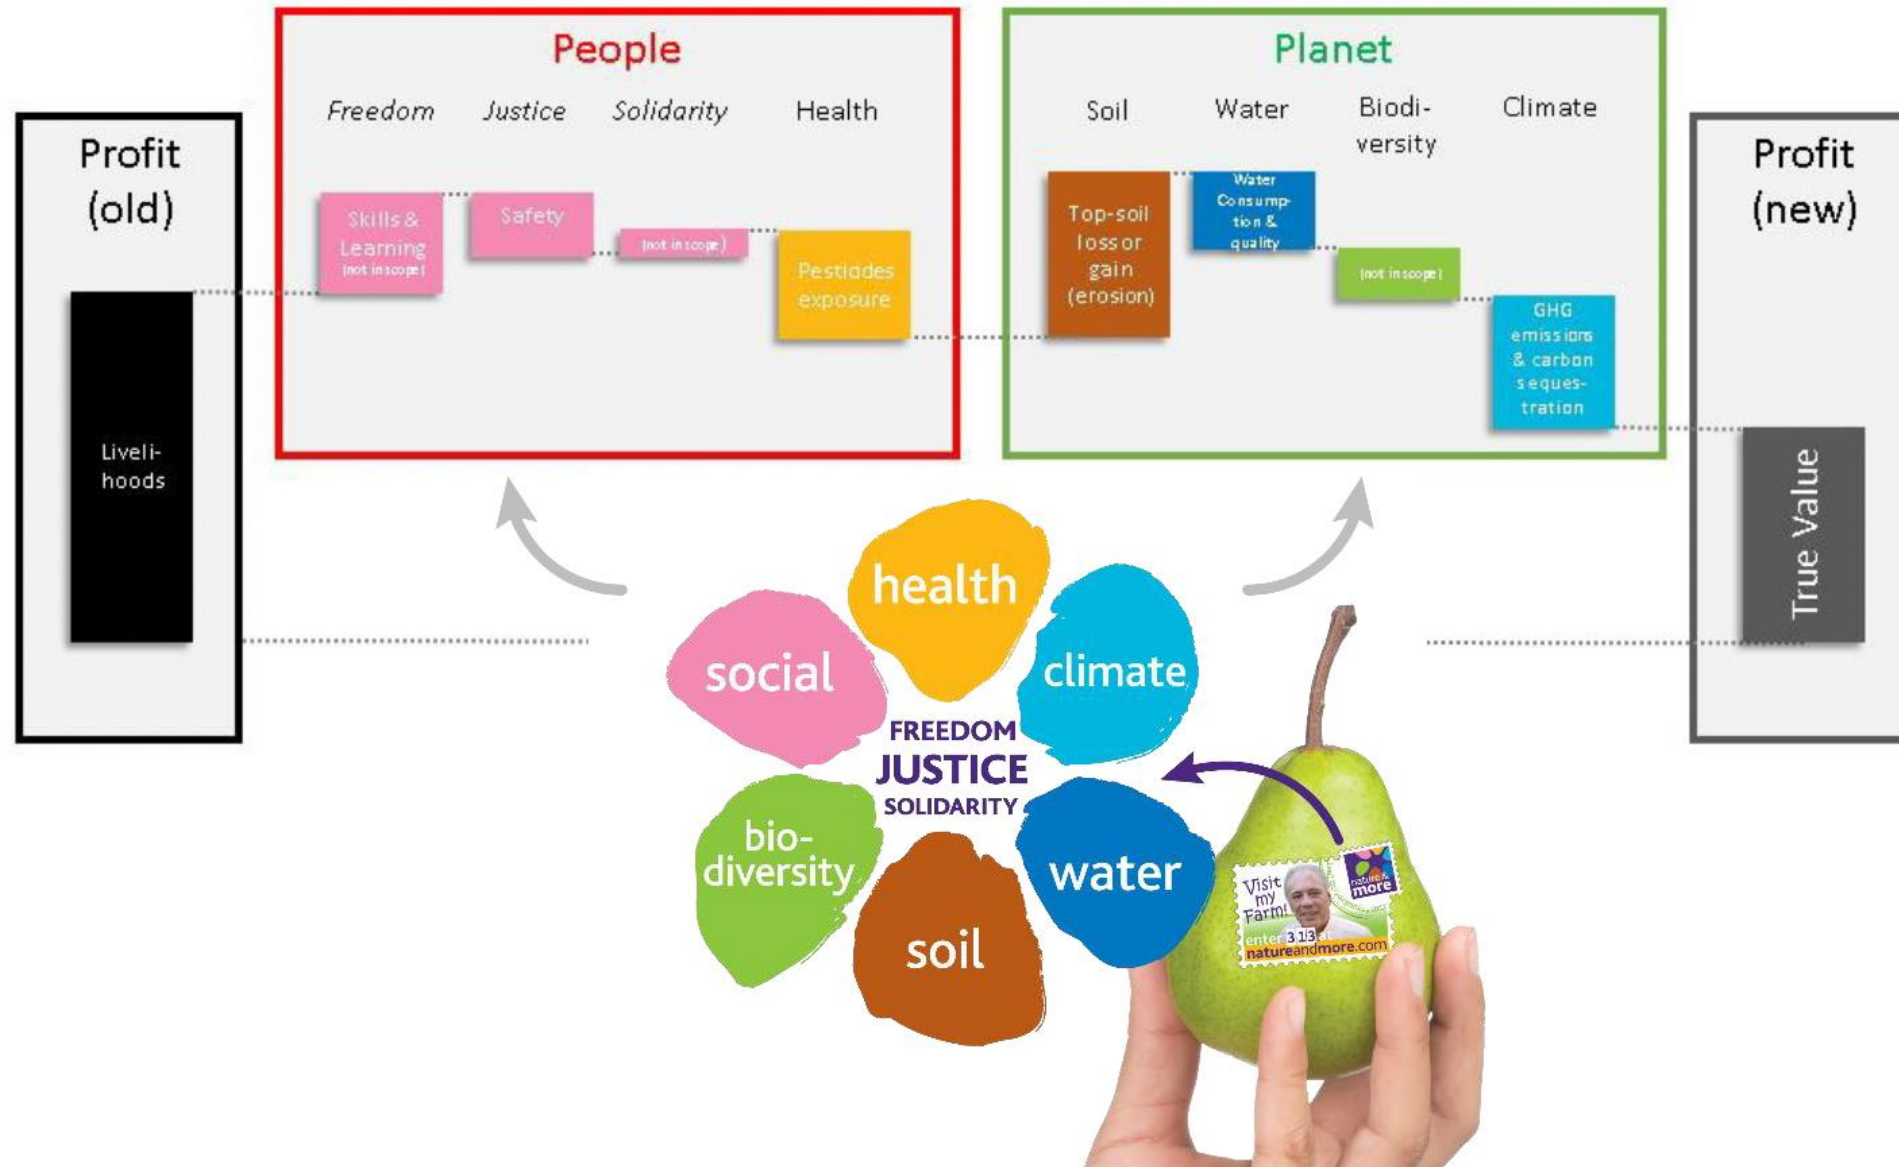 People
Freedom
Justice
Solidarity
Health
Planet
Soil
Water
Biodi-
versity
Climate
Profit
(old)
Profit
(new)
Skills &
Learning
(not in scope)
Safety
(not in scope)
Pesticides
exposure
Top-soil
loss or
gain
(erosion)
Water
Consump-
tion &
quality
(not in scope)
GHG
emissions
& carbon
seques-
tration
Liveli-
hoods
True Value
health
social
climate
FREEDOM
JUSTICE
SOLIDARITY
bio-
diversity
water
soil
Visit
my
Farm!
enter 313 at
natureandmore.com
nature &
more